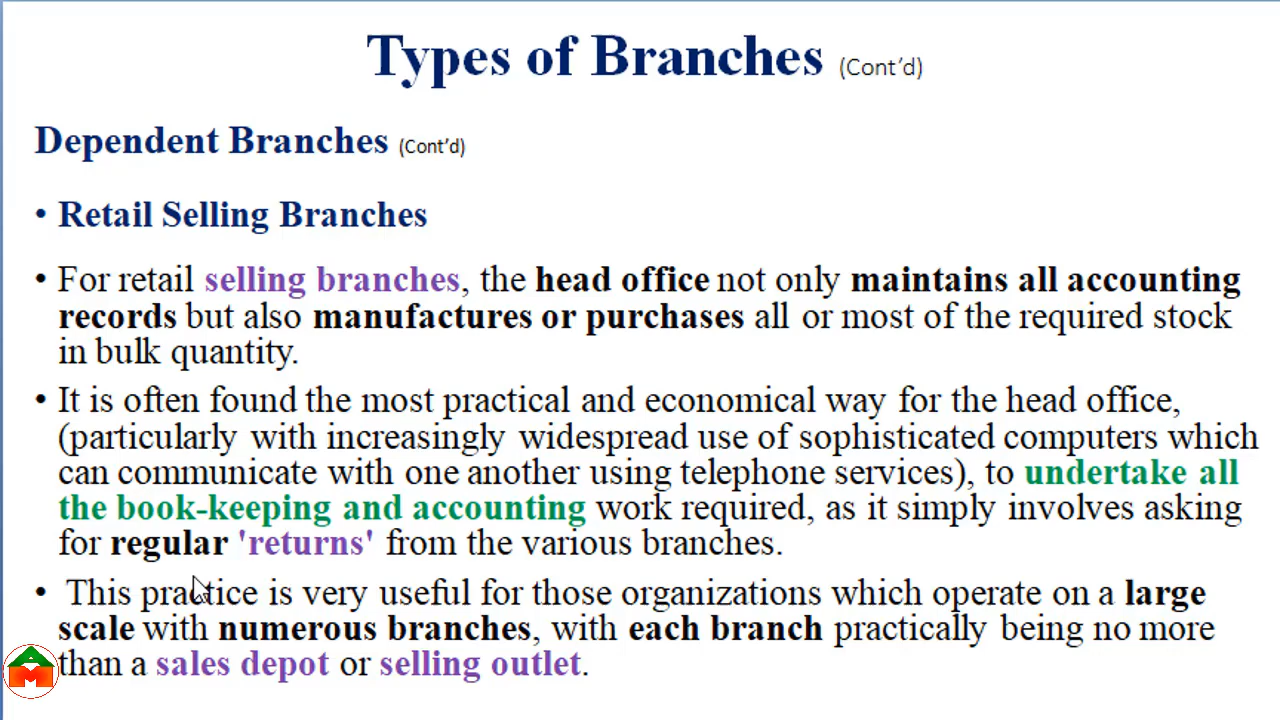 Types of Branches (Cont'd)
Dependent Branches (Cont'd)
• Retail Selling Branches
• For retail selling branches, the head office not only maintains all accounting
records but also manufactures or purchases all or most of the required stock
in bulk quantity.
• It is often found the most practical and economical way for the head office,
(particularly with increasingly widespread use of sophisticated computers which
can communicate with one another using telephone services), to undertake all
the book-keeping and accounting work required, as it simply involves asking
for regular 'returns' from the various branches.
• This practice is very useful for those organizations which operate on a large
scale with numerous branches, with each branch practically being no more
than a sales depot or selling outlet.
A
M